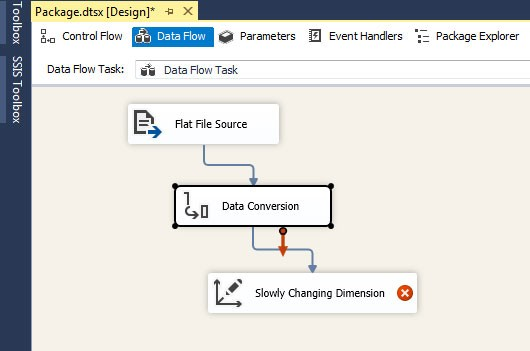 Package.dtsx [Design]*
Control Flow Data Flow Parameters Event Handlers Package Explorer
Data Flow Task: Data Flow Task
Toolbox
SSIS Toolbox
Flat File Source
Data Conversion
Slowly Changing Dimension